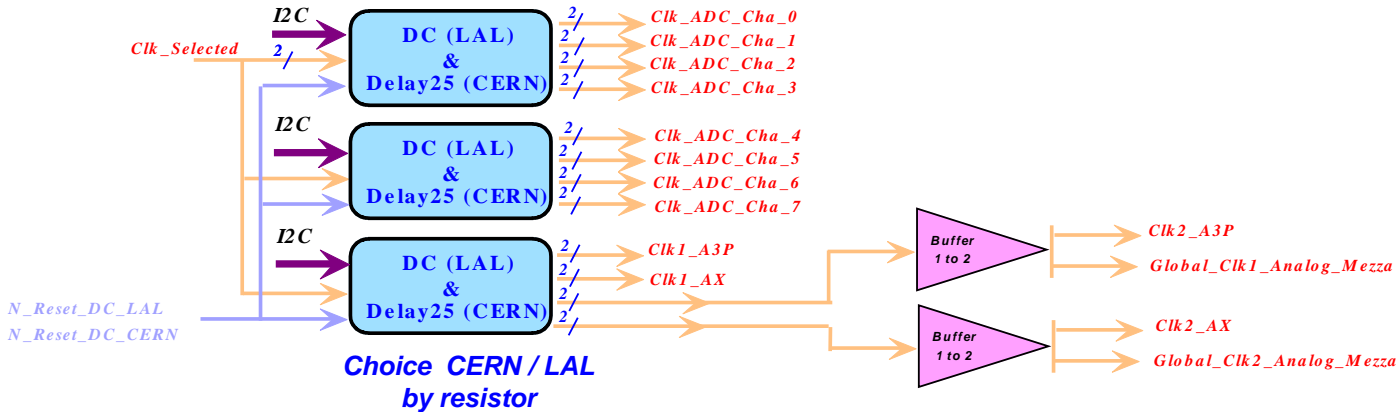 I2C
Clk_Selected
2
DC (LAL)
&
Delay25 (CERN)
2
2
2
2
Clk_ADC_Cha_0
Clk_ADC_Cha_1
Clk_ADC_Cha_2
Clk_ADC_Cha_3
I2C
DC (LAL)
&
Delay25 (CERN)
2
2
2
2
Clk_ADC_Cha_4
Clk_ADC_Cha_5
Clk_ADC_Cha_6
Clk_ADC_Cha_7
I2C
DC (LAL)
&
Delay25 (CERN)
2
2
2
2
Clk1_A3P
Clk1_AX
N_Reset_DC_LAL
N_Reset_DC_CERN
Buffer
1 to 2
Clk2_A3P
Global_Clk1_Analog_Mezza
Buffer
1 to 2
Clk2_AX
Global_Clk2_Analog_Mezza
Choice CERN / LAL
by resistor